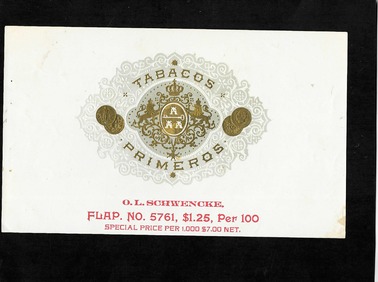 TABACOS
A
A A
PRIMEROS
O. L. SCHWENCKE.
FLAP. NO. 5761, $1.25, Per 100
SPECIAL PRICE PER 1,000 $7.00 NET.